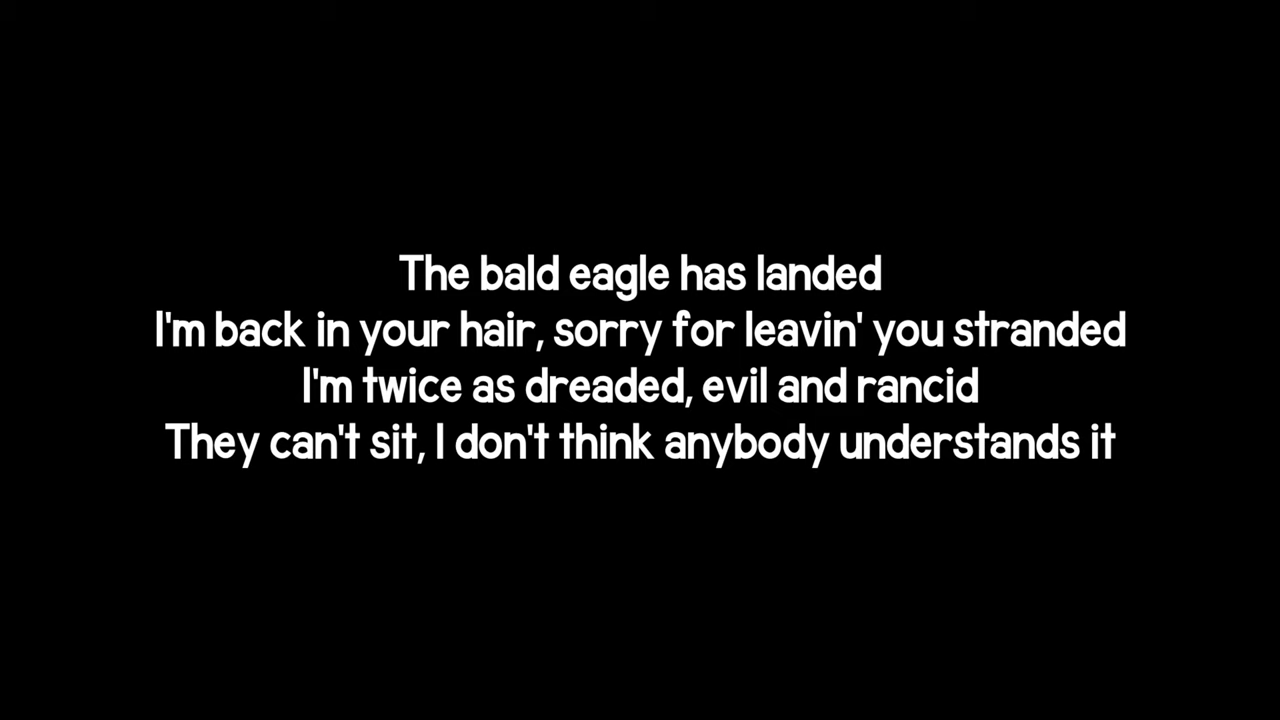 The bald eagle has landed
I'm back in your hair, sorry for leavin' you stranded
I'm twice as dreaded, evil and rancid
They can't sit, I don't think anybody understands it